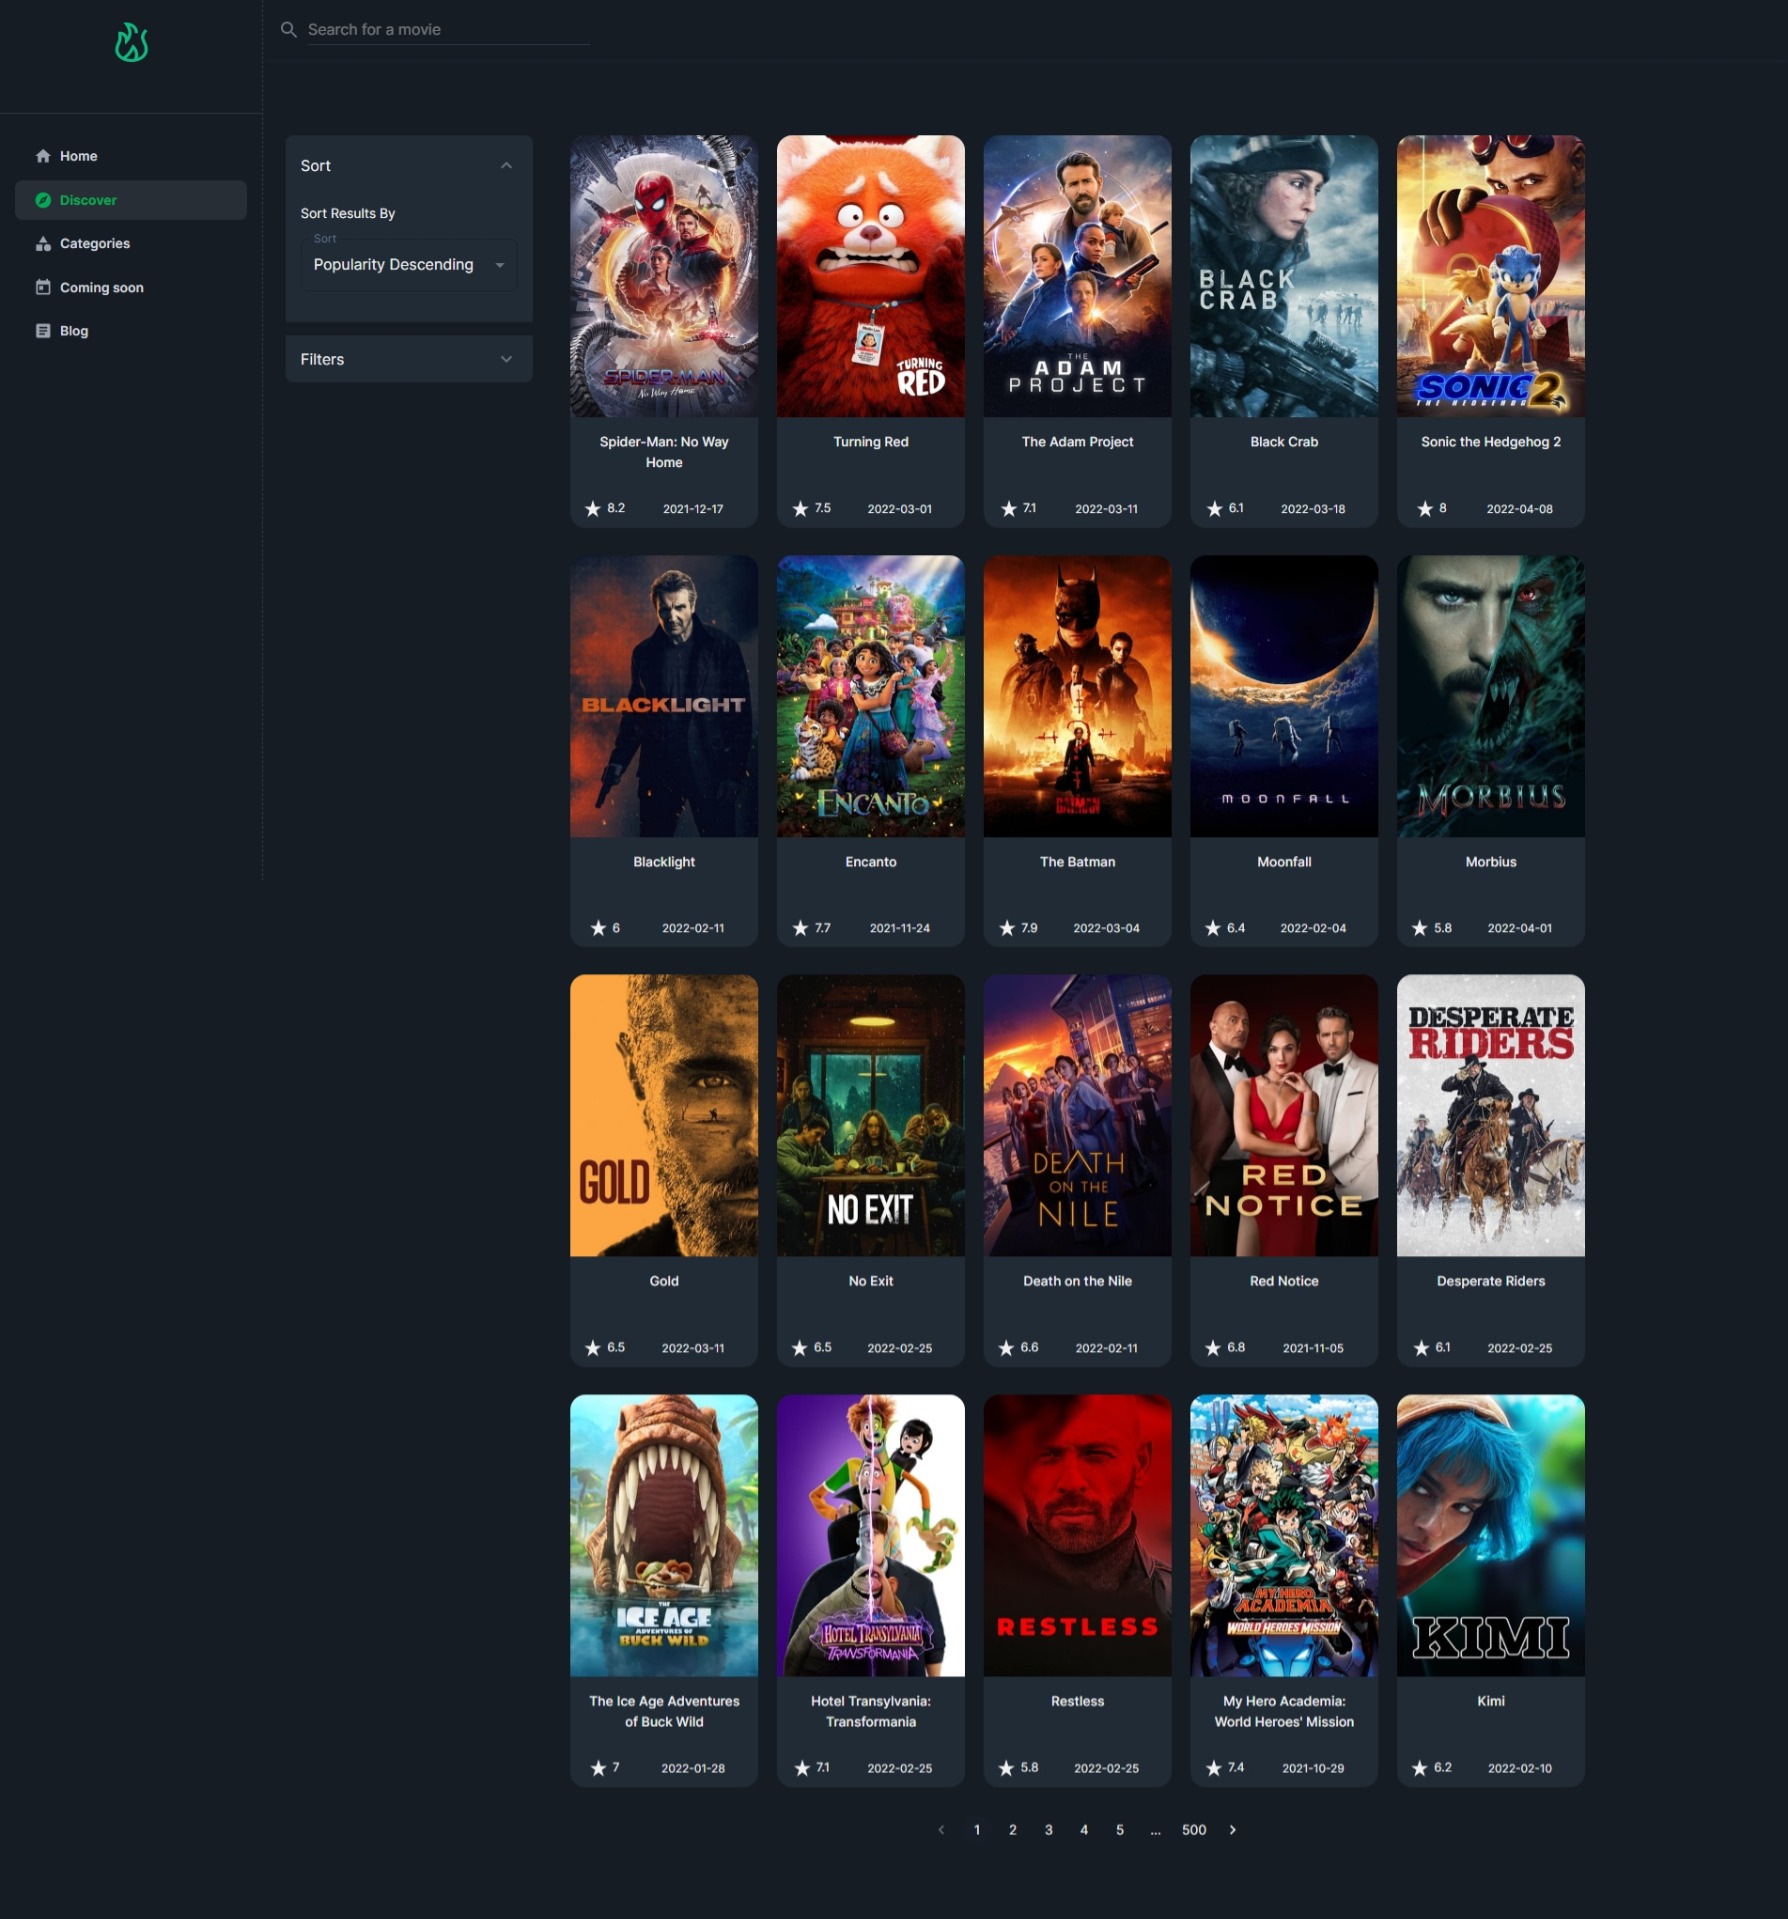 Search for a movie
Home
Discover
Categories
Coming soon
Blog
Sort
Sort Results By
Sort
Popularity Descending
Filters
SPIDER-MAN
No Way Home
Spider-Man: No Way
Home
8.2 2021-12-17
TURNING
RED
Turning Red
7.5 2022-03-01
THE
ADAM
PROJECT
The Adam Project
7.1 2022-03-11
BLACK
CRAB
Black Crab
6.1 2022-03-18
SONIC 2
THE HEDGEHOG
Sonic the Hedgehog 2
8 2022-04-08
BLACKLIGHT
Blacklight
6 2022-02-11
ENCANTO
Encanto
7.7 2021-11-24
BATMAN
The Batman
7.9 2022-03-04
MOONFALL
Moonfall
6.4 2022-02-04
MORBIUS
Morbius
5.8 2022-04-01
GOLD
Gold
6.5 2022-03-11
NO EXIT
No Exit
6.5 2022-02-25
DEATH
ON THE
NILE
Death on the Nile
6.6 2022-02-11
RED
NOTICE
Red Notice
6.8 2021-11-05
DESPERATE
RIDERS
Desperate Riders
6.1 2022-02-25
THE
ICE AGE
ADVENTURES OF
BUCK WILD
The Ice Age Adventures
of Buck Wild
7 2022-01-28
HOTEL TRANSYLVANIA
TRANSFORMANIA
Hotel Transylvania:
Transformania
7.1 2022-02-25
RESTLESS
Restless
5.8 2022-02-25
MY HERO
ACADEMIA
WORLD HEROES MISSION
My Hero Academia:
World Heroes' Mission
7.4 2021-10-29
KIMI
Kimi
6.2 2022-02-10
1 2 3 4 5 ... 500